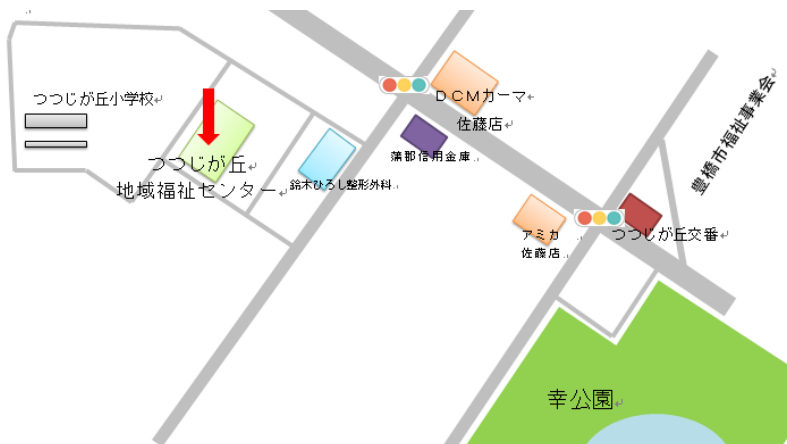 つつじが丘小学校
つつじが丘
地域福祉センター
鈴木ひろし整形外科
DCMカーマ
佐藤店
蒲郡信用金庫
アミカ
佐藤店
つつじが丘交番
豊橋市福祉事業会
幸公園